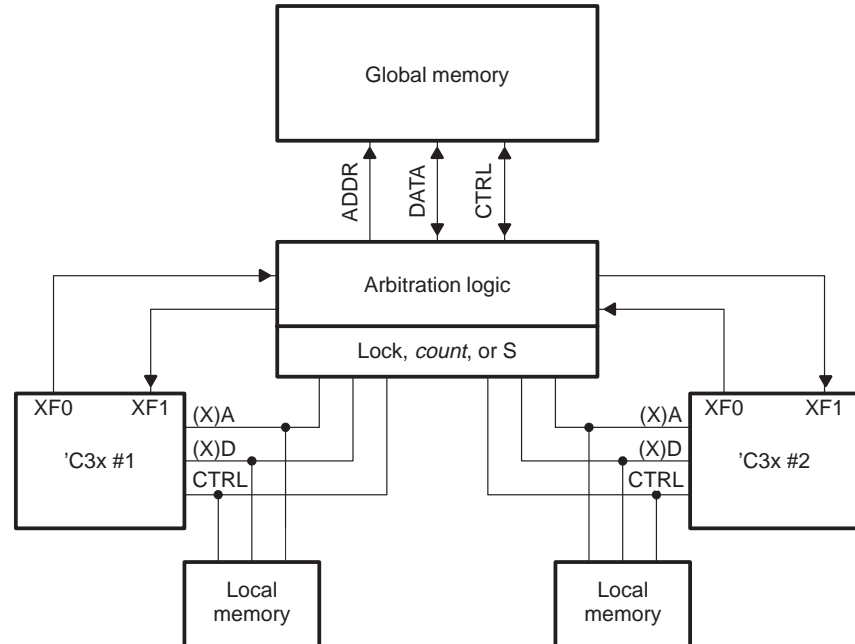 Global memory
ADDR
DATA
CTRL
Arbitration logic
Lock, count, or S
XF0
XF1
(X)A
(X)D
CTRL
’C3x #1
(X)A
(X)D
CTRL
XF0
XF1
’C3x #2
Local
memory
Local
memory